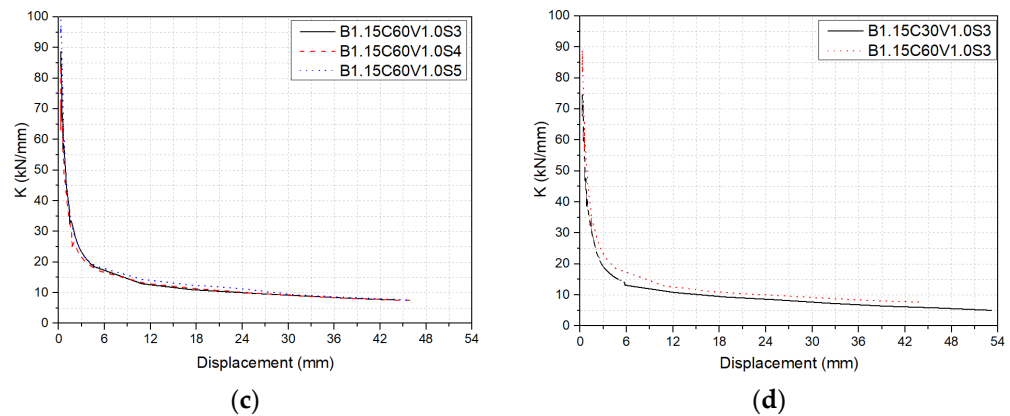 B1.15C60V1.0S3
B1.15C60V1.0S4
B1.15C60V1.0S5
100
90
80
70
60
50
40
30
20
10
0
K (kN/mm)
0 6 12 18 24 30 36 42 48 54
Displacement (mm)
(c)
B1.15C30V1.0S3
B1.15C60V1.0S3
100
90
80
70
60
50
40
30
20
10
0
K (kN/mm)
0 6 12 18 24 30 36 42 48 54
Displacement (mm)
(d)